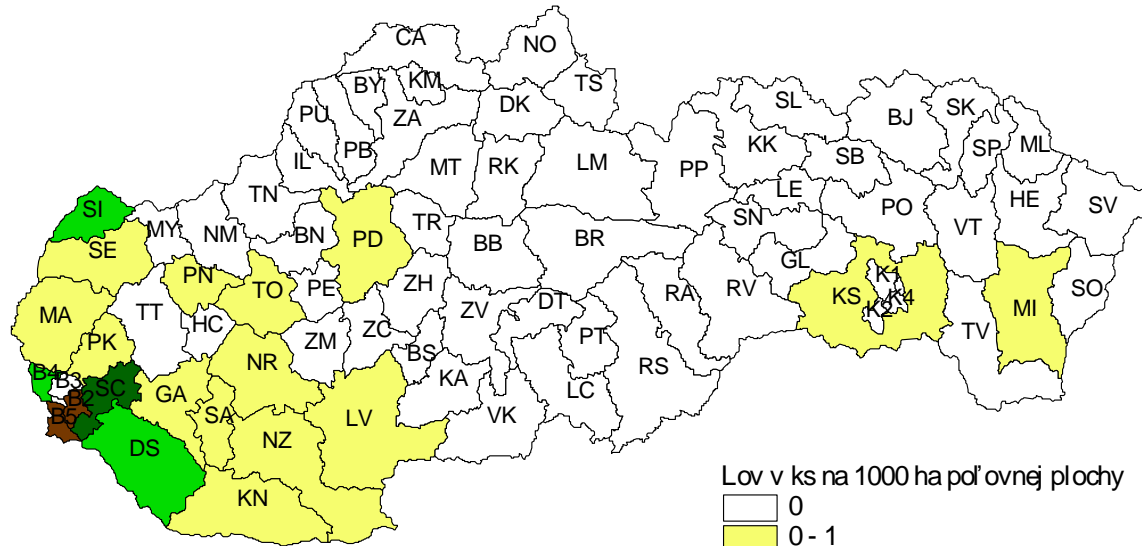 CA
NO
BY
KM
TS
PU
ZA
DK
SL
BJ
SK
IL
PB
MT
RK
LM
PP
KK
SB
SP
ML
TN
LE
PO
HE
SV
SI
MY
NM
BN
PD
TR
BB
BR
SN
VT
SE
GL
PN
TO
PE
ZH
RA
RV
K1
KS
K4
K2
MI
SO
MA
TT
HC
ZM
ZC
ZV
DT
TV
PK
BS
PT
RS
B4
B3
SC
GA
NR
KA
LC
B2
B5
SA
LV
VK
DS
NZ
KN
Lov v ks na 1000 ha poľovnej plochy
0
0 - 1